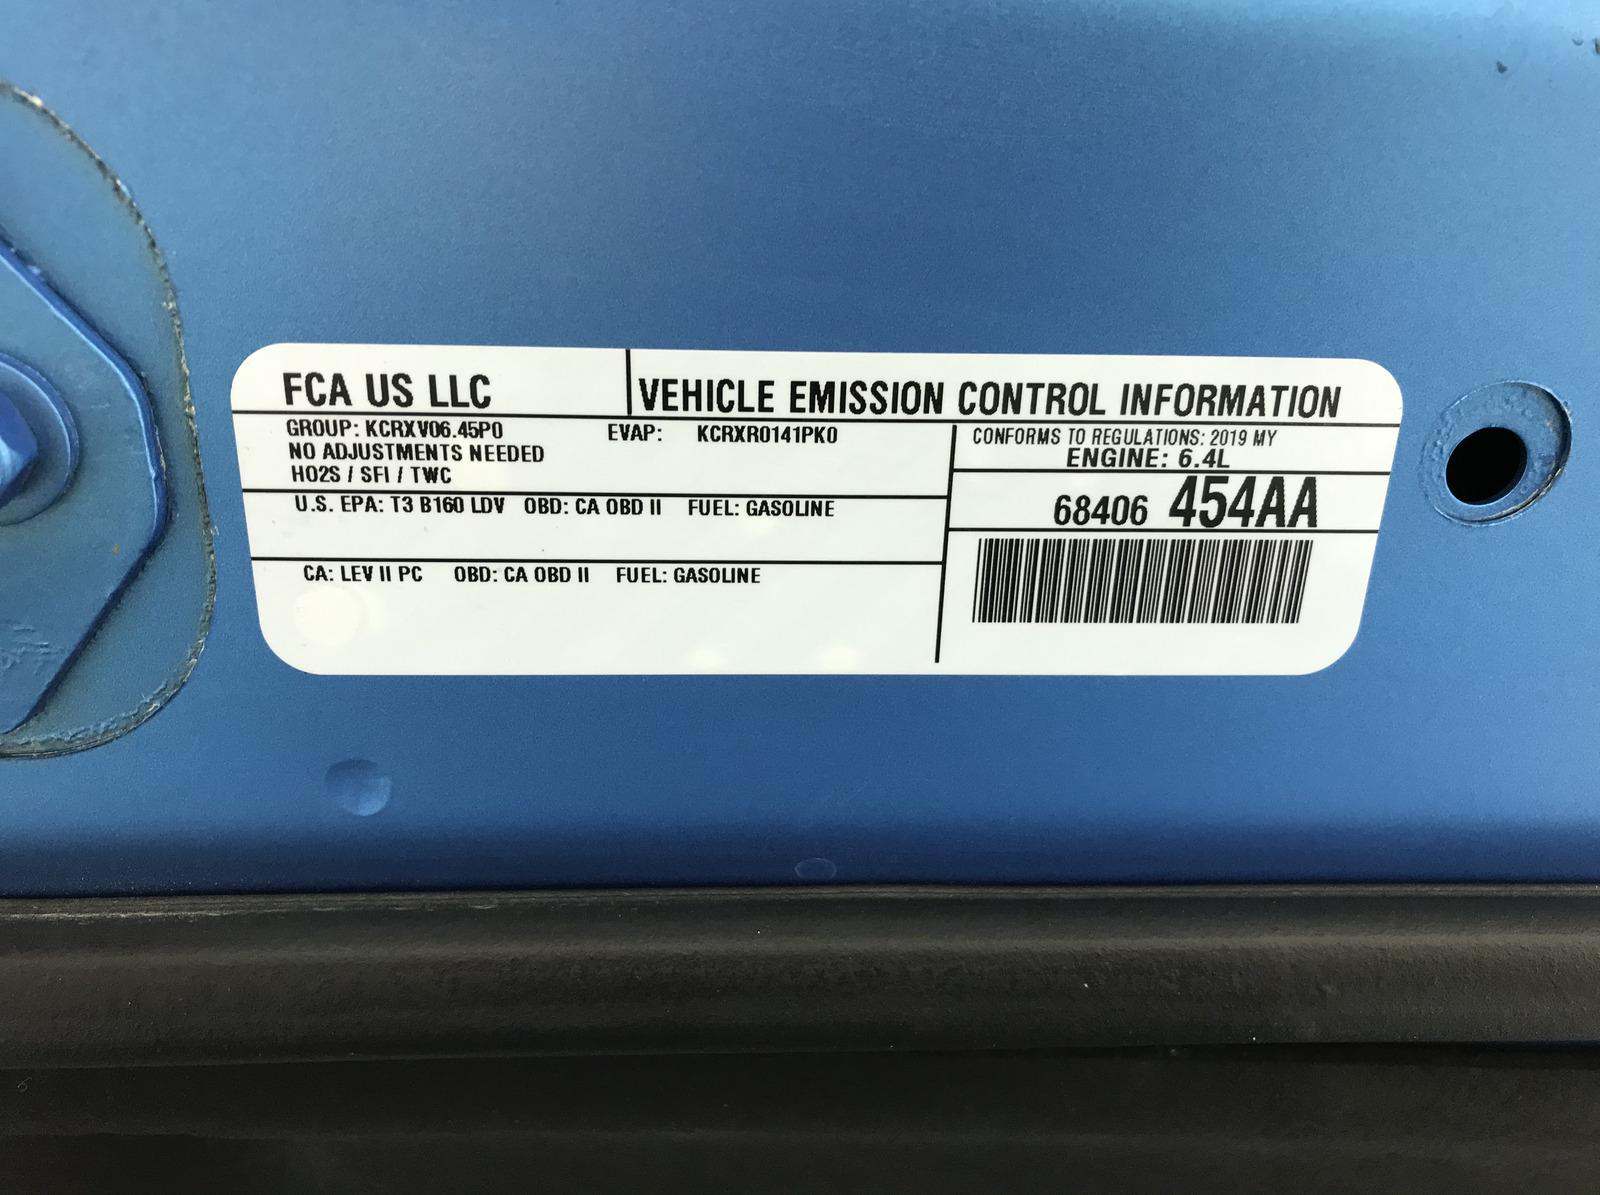 FCA US LLC
VEHICLE EMISSION CONTROL INFORMATION
GROUP: KCRXV06.45P0 EVAP: KCRXR0141PK0
NO ADJUSTMENTS NEEDED
HO2S / SFI / TWC
U.S. EPA: T3 B160 LDV OBD: CA OBD II FUEL: GASOLINE
CA: LEV II PC OBD: CA OBD II FUEL: GASOLINE
CONFORMS TO REGULATIONS: 2019 MY
ENGINE: 6.4L
68406 454AA